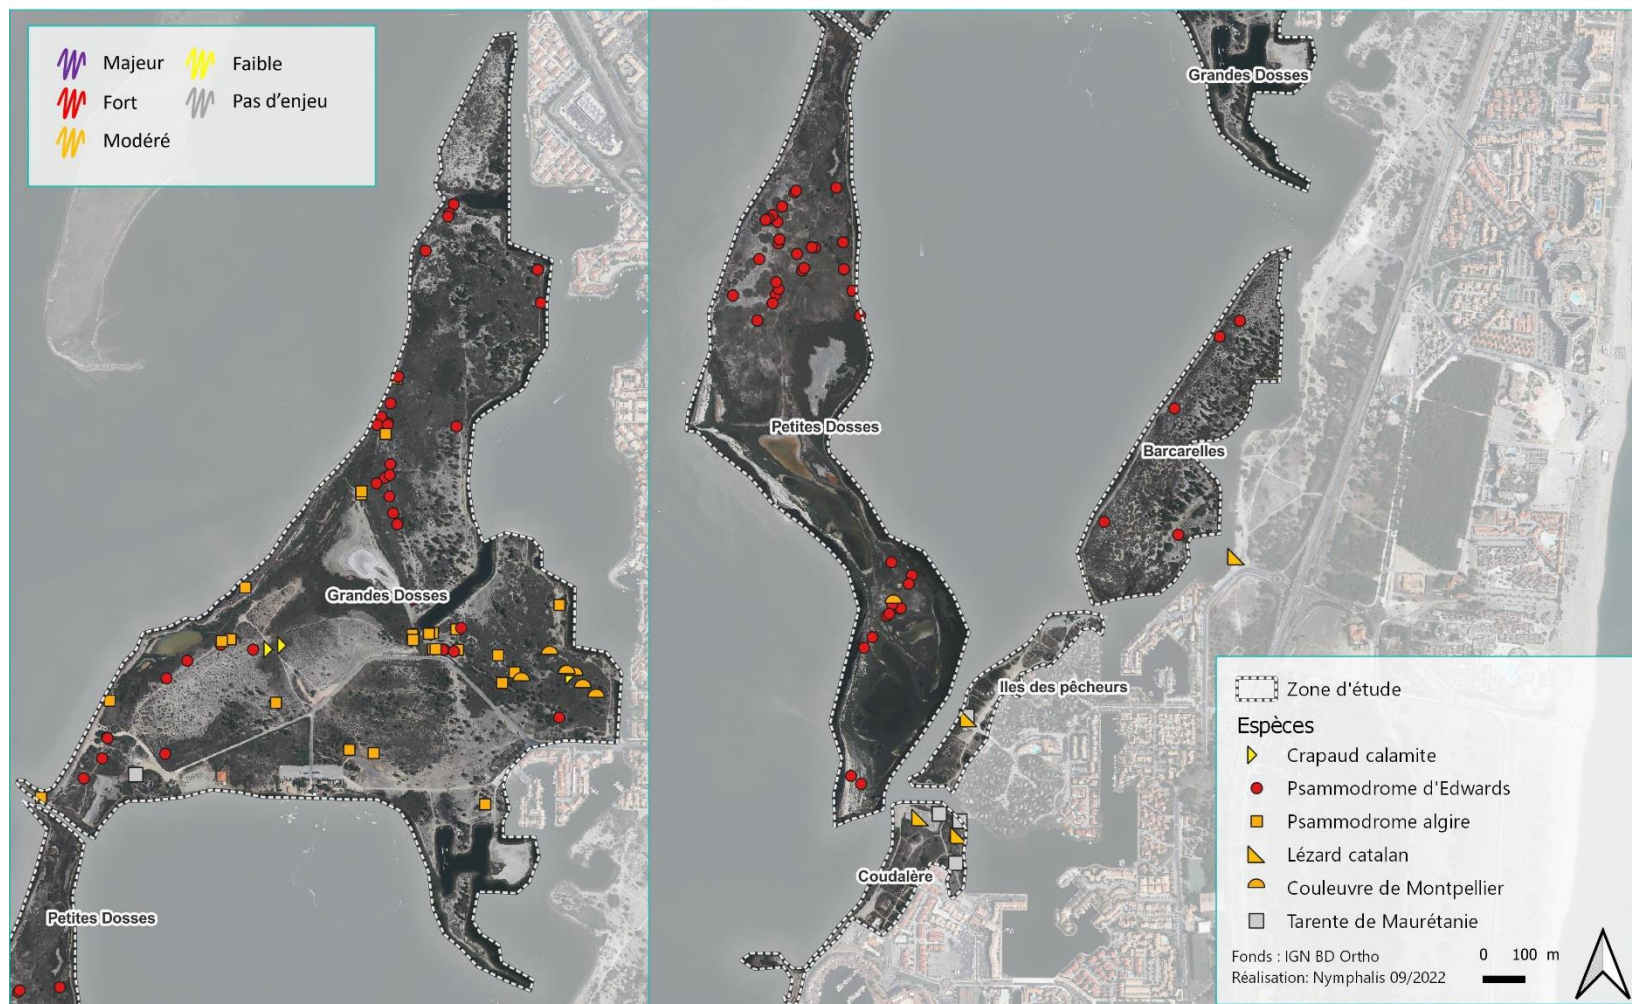 Majeur
Faible
Fort
Pas d'enjeu
Modéré
Grandes Dosses
Petites Dosses
Grandes Dosses
Petites Dosses
Barcarelles
Iles des pêcheurs
Coudalère
Zone d'étude
Espèces
Crapaud calamite
Psammodrome d'Edwards
Psammodrome algire
Lézard catalan
Couleuvre de Montpellier
Tarente de Maurétanie
Fonds : IGN BD Ortho
Réalisation: Nymphalis 09/2022
0 100 m